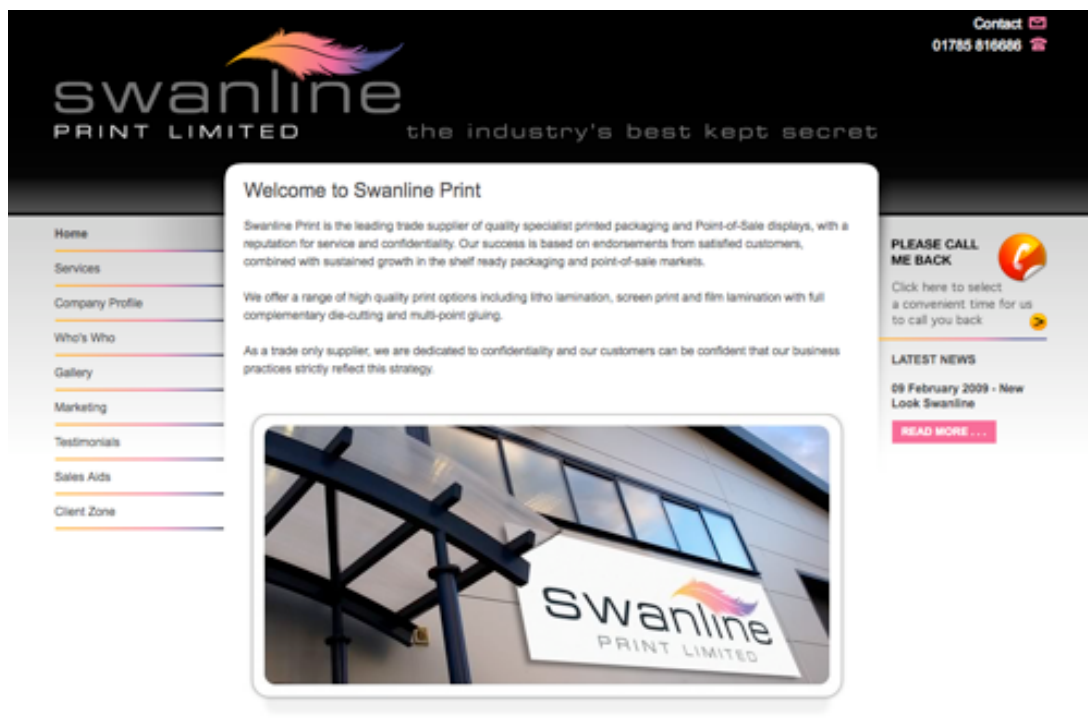 Contact
01785 816686
swanline
PRINT LIMITED
the industry's best kept secret
Home
Services
Company Profile
Who's Who
Gallery
Marketing
Testimonials
Sales Aids
Client Zone
Welcome to Swanline Print
Swanline Print is the leading trade supplier of quality specialist printed packaging and Point-of-Sale displays, with a
reputation for service and confidentiality. Our success is based on endorsements from satisfied customers,
combined with sustained growth in the shelf ready packaging and point-of-sale markets.
We offer a range of high quality print options including litho lamination, screen print and film lamination with full
complementary die-cutting and multi-point gluing.
As a trade only supplier, we are dedicated to confidentiality and our customers can be confident that our business
practices strictly reflect this strategy.
swanline
PRINT LIMITED
PLEASE CALL
ME BACK
Click here to select
a convenient time for us
to call you back
LATEST NEWS
09 February 2009 - New
Look Swanline
READ MORE . . .